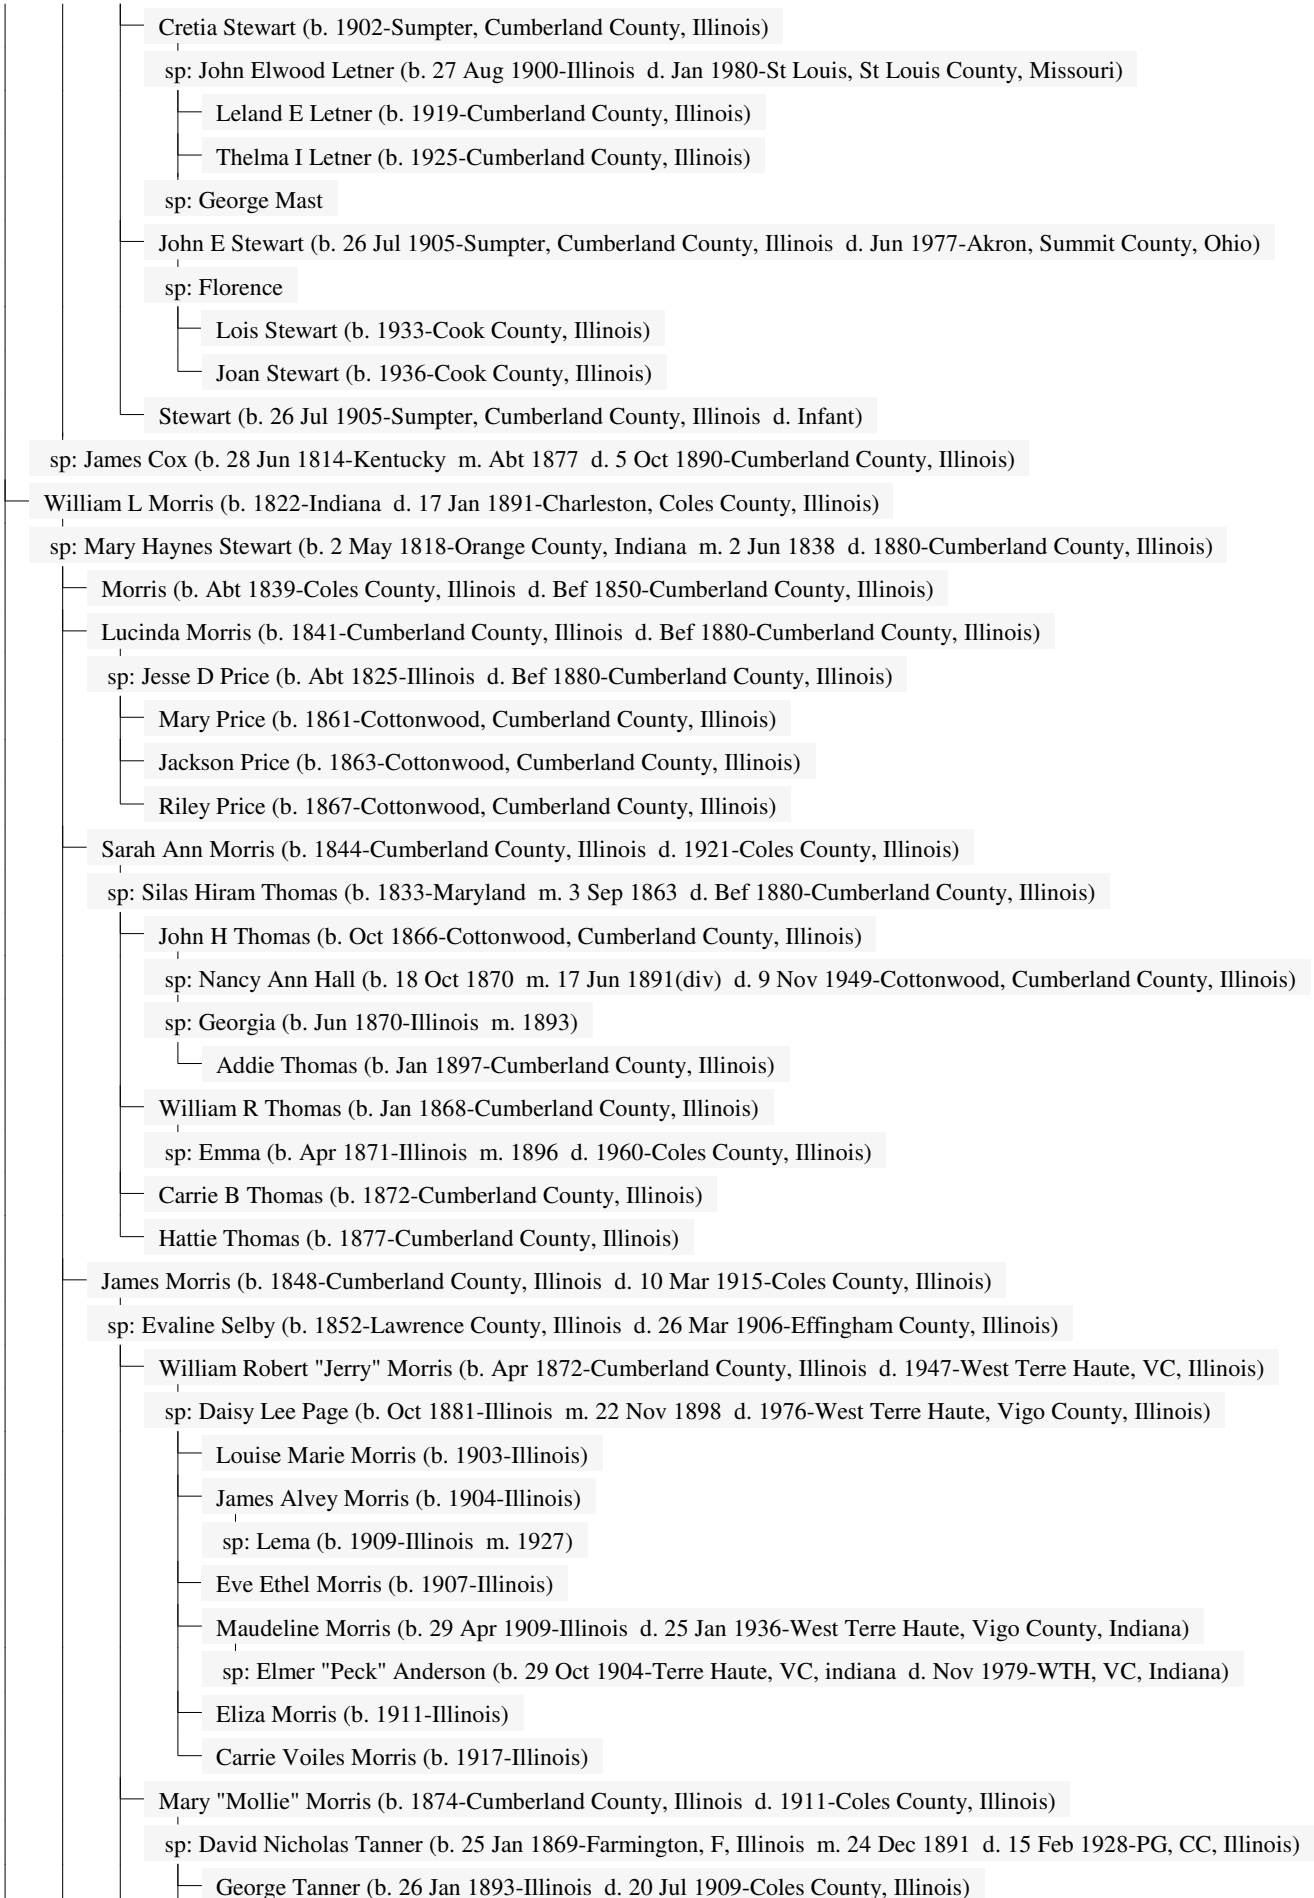 Cretia Stewart (b. 1902-Sumpter, Cumberland County, Illinois)
sp: John Elwood Letner (b. 27 Aug 1900-Illinois d. Jan 1980-St Louis, St Louis County, Missouri)
Leland E Letner (b. 1919-Cumberland County, Illinois)
Thelma I Letner (b. 1925-Cumberland County, Illinois)
sp: George Mast
John E Stewart (b. 26 Jul 1905-Sumpter, Cumberland County, Illinois d. Jun 1977-Akron, Summit County, Ohio)
sp: Florence
Lois Stewart (b. 1933-Cook County, Illinois)
Joan Stewart (b. 1936-Cook County, Illinois)
Stewart (b. 26 Jul 1905-Sumpter, Cumberland County, Illinois d. Infant)
sp: James Cox (b. 28 Jun 1814-Kentucky m. Abt 1877 d. 5 Oct 1890-Cumberland County, Illinois)
William L Morris (b. 1822-Indiana d. 17 Jan 1891-Charleston, Coles County, Illinois)
sp: Mary Haynes Stewart (b. 2 May 1818-Orange County, Indiana m. 2 Jun 1838 d. 1880-Cumberland County, Illinois)
Morris (b. Abt 1839-Coles County, Illinois d. Bef 1850-Cumberland County, Illinois)
Lucinda Morris (b. 1841-Cumberland County, Illinois d. Bef 1880-Cumberland County, Illinois)
sp: Jesse D Price (b. Abt 1825-Illinois d. Bef 1880-Cumberland County, Illinois)
Mary Price (b. 1861-Cottonwood, Cumberland County, Illinois)
Jackson Price (b. 1863-Cottonwood, Cumberland County, Illinois)
Riley Price (b. 1867-Cottonwood, Cumberland County, Illinois)
Sarah Ann Morris (b. 1844-Cumberland County, Illinois d. 1921-Coles County, Illinois)
sp: Silas Hiram Thomas (b. 1833-Maryland m. 3 Sep 1863 d. Bef 1880-Cumberland County, Illinois)
John H Thomas (b. Oct 1866-Cottonwood, Cumberland County, Illinois)
sp: Nancy Ann Hall (b. 18 Oct 1870 m. 17 Jun 1891(div) d. 9 Nov 1949-Cottonwood, Cumberland County, Illinois)
sp: Georgia (b. Jun 1870-Illinois m. 1893)
Addie Thomas (b. Jan 1897-Cumberland County, Illinois)
William R Thomas (b. Jan 1868-Cumberland County, Illinois)
sp: Emma (b. Apr 1871-Illinois m. 1896 d. 1960-Coles County, Illinois)
Carrie B Thomas (b. 1872-Cumberland County, Illinois)
Hattie Thomas (b. 1877-Cumberland County, Illinois)
James Morris (b. 1848-Cumberland County, Illinois d. 10 Mar 1915-Coles County, Illinois)
sp: Evaline Selby (b. 1852-Lawrence County, Illinois d. 26 Mar 1906-Effingham County, Illinois)
William Robert "Jerry" Morris (b. Apr 1872-Cumberland County, Illinois d. 1947-West Terre Haute, VC, Illinois)
sp: Daisy Lee Page (b. Oct 1881-Illinois m. 22 Nov 1898 d. 1976-West Terre Haute, Vigo County, Illinois)
Louise Marie Morris (b. 1903-Illinois)
James Alvey Morris (b. 1904-Illinois)
sp: Lema (b. 1909-Illinois m. 1927)
Eve Ethel Morris (b. 1907-Illinois)
Maudeline Morris (b. 29 Apr 1909-Illinois d. 25 Jan 1936-West Terre Haute, Vigo County, Indiana)
sp: Elmer "Peck" Anderson (b. 29 Oct 1904-Terre Haute, VC, indiana d. Nov 1979-WTH, VC, Indiana)
Eliza Morris (b. 1911-Illinois)
Carrie Voiles Morris (b. 1917-Illinois)
Mary "Mollie" Morris (b. 1874-Cumberland County, Illinois d. 1911-Coles County, Illinois)
sp: David Nicholas Tanner (b. 25 Jan 1869-Farmington, F, Illinois m. 24 Dec 1891 d. 15 Feb 1928-PG, CC, Illinois)
George Tanner (b. 26 Jan 1893-Illinois d. 20 Jul 1909-Coles County, Illinois)